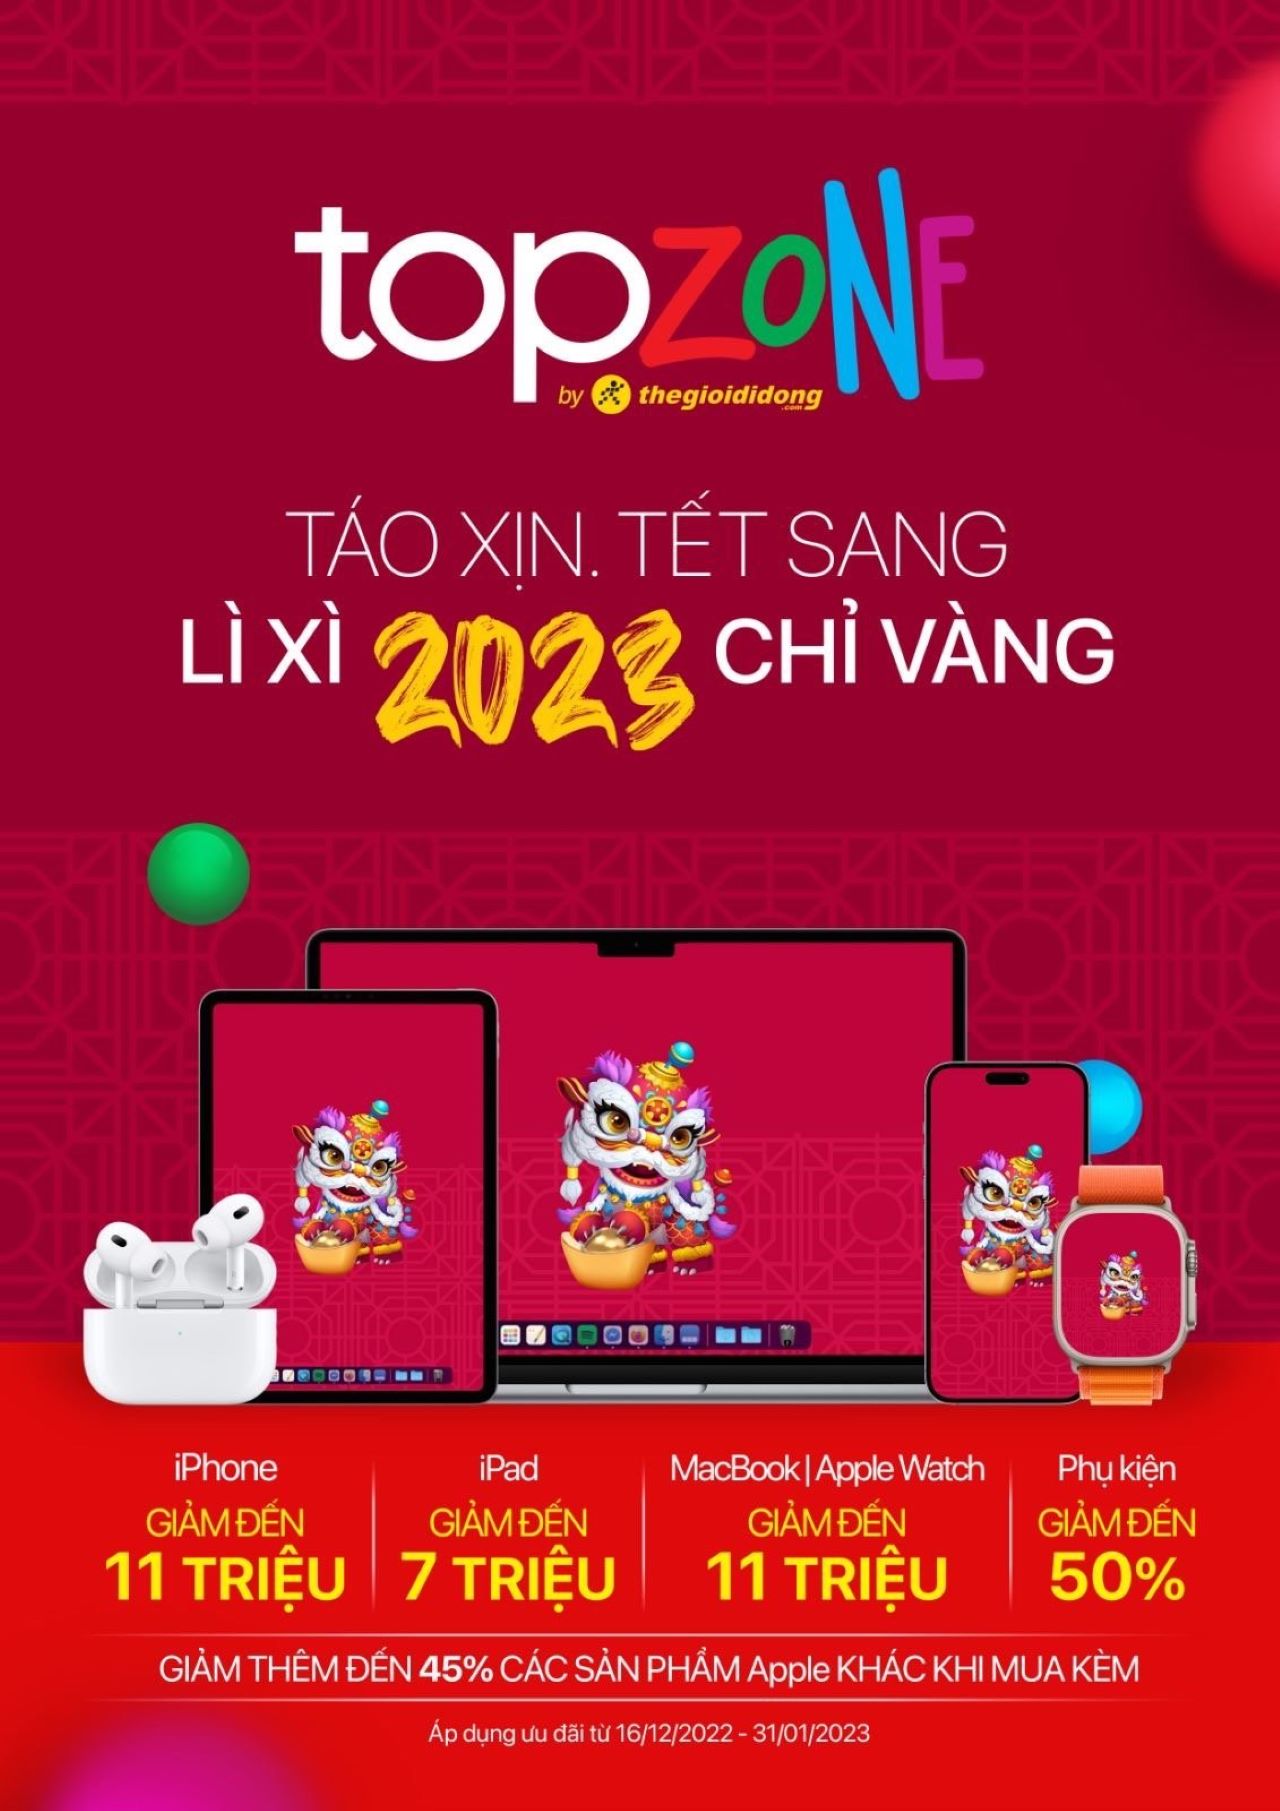 topzoNE
by thegioididong
.com
TÁO XỊN. TẾT SANG
LÌ XÌ 2023 CHỈ VÀNG
iPhone
GIẢM ĐẾN
11 TRIỆU
iPad
GIẢM ĐẾN
7 TRIỆU
MacBook | Apple Watch
GIẢM ĐẾN
11 TRIỆU
Phụ kiện
GIẢM ĐẾN
50%
GIẢM THÊM ĐẾN 45% CÁC SẢN PHẨM Apple KHÁC KHI MUA KÈM
Áp dụng ưu đãi từ 16/12/2022 - 31/01/2023